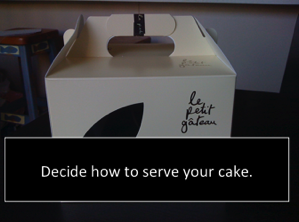 le
petit
gâteau
Decide how to serve your cake.